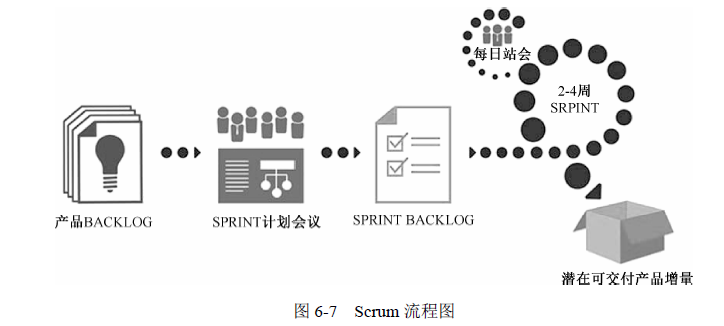 每日站会
2-4周
SRPINT
产品BACKLOG
SPRINT计划会议
SPRINT BACKLOG
潜在可交付产品增量
图 6-7 Scrum 流程图